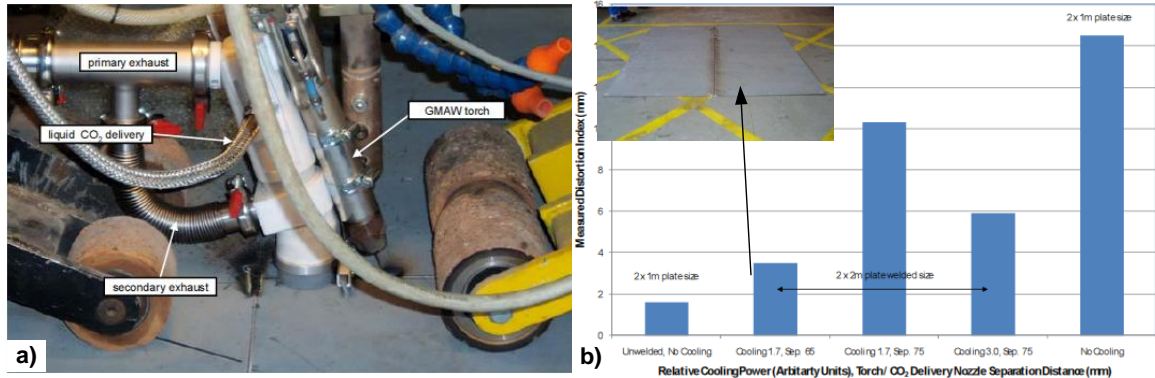 primary exhaust
liquid CO2 delivery
GMAW torch
secondary exhaust
a)
Measured Distortion Index (mm)
16
8
6
4
2
0
2 x 1m plate size
2 x 1m plate size
2 x 2m plate welded size
Unwelded, No Cooling
Cooling 1.7, Sep. 65
Cooling 1.7, Sep. 75
Cooling 3.0, Sep. 75
No Cooling
b)
Relative Cooling Power (Arbitarty Units), Torch / CO2 Delivery Nozzle Separation Distance (mm)